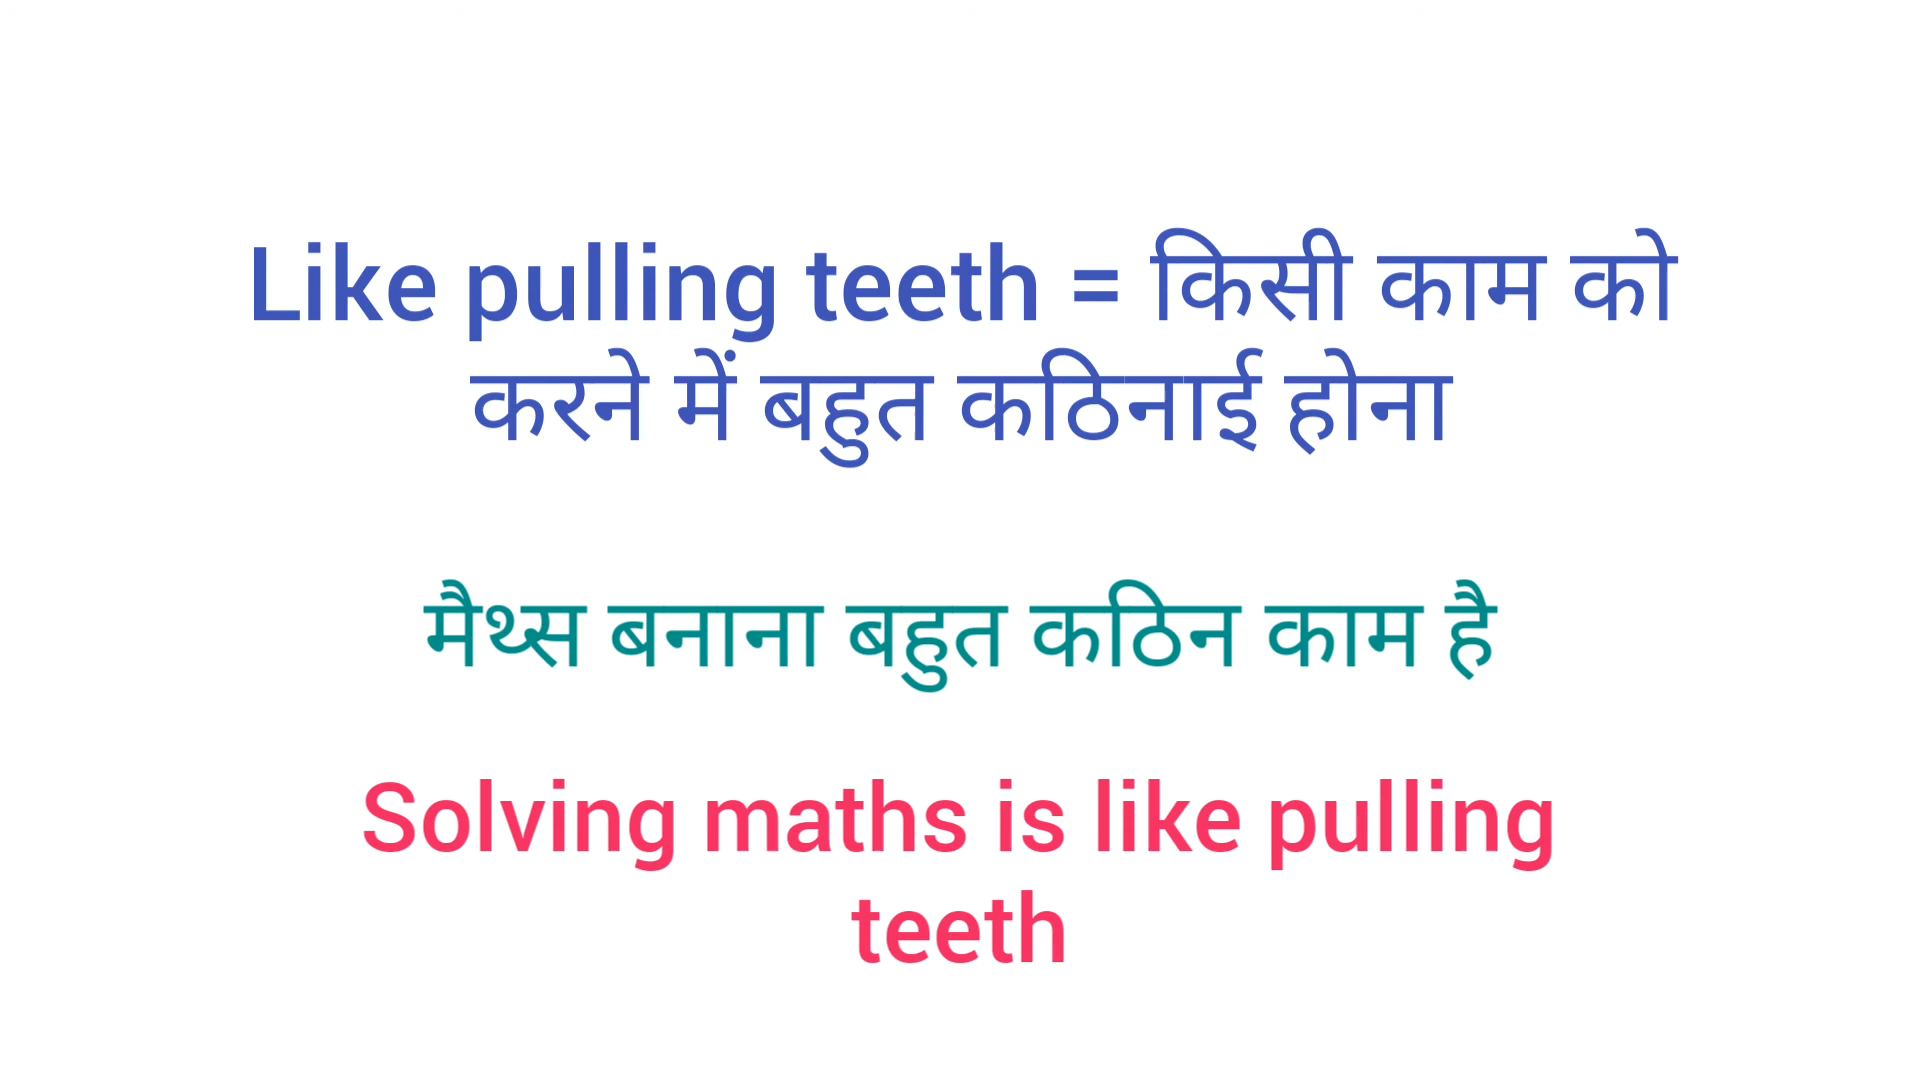 Like pulling teeth = किसी काम को
करने में बहुत कठिनाई होना
मैथ्स बनाना बहुत कठिन काम है
Solving maths is like pulling
teeth